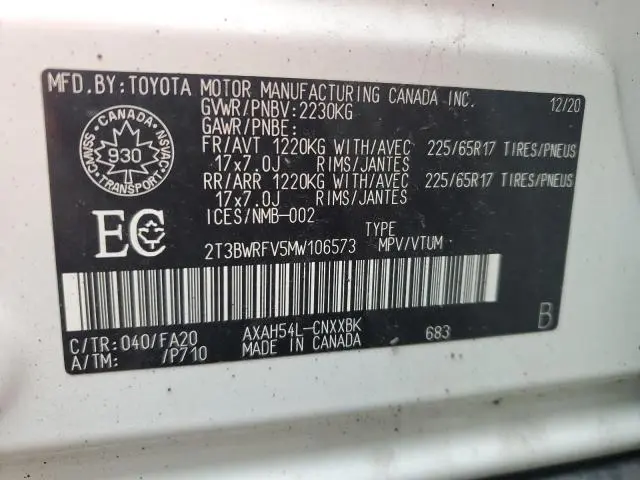 MFD.BY: TOYOTA MOTOR MANUFACTURING CANADA INC. 12/20
GVWR/PNBV: 2230KG
GAWR/PNBE:
FR/AVT 1220KG WITH/AVEC 225/65R17 TIRES/PNEUS
17x7.0J RIMS/JANTES
RR/ARR 1220KG WITH/AVEC 225/65R17 TIRES/PNEUS
17x7.0J RIMS/JANTES
ICES/NMB-002
CANADA
CMVSS
NSVAC
930
TRANSPORT
EC
TYPE
2T3BWRFV5MW106573 MPV/VTUM
C/TR: 040/FA20 AXAH54L-CNXXBK 683 B
A/TM: /P710 MADE IN CANADA